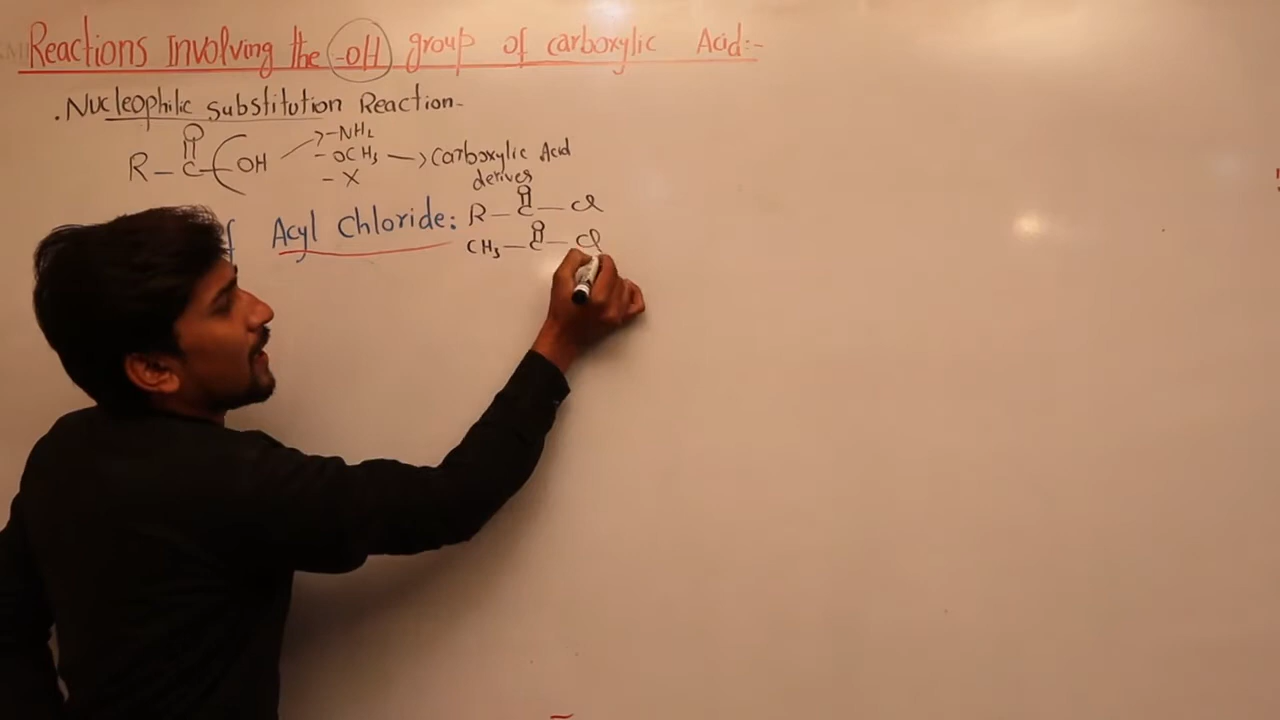 Reactions Involving the -OH group of carboxylic Acid:-
. Nucleophilic substitution Reaction-
O
R-C-OH
-NH2
-OCH3 → Carboxylic Acid
-X
derives
f Acyl Chloride:
O
R-C-Cl
O
CH3-C-Cl